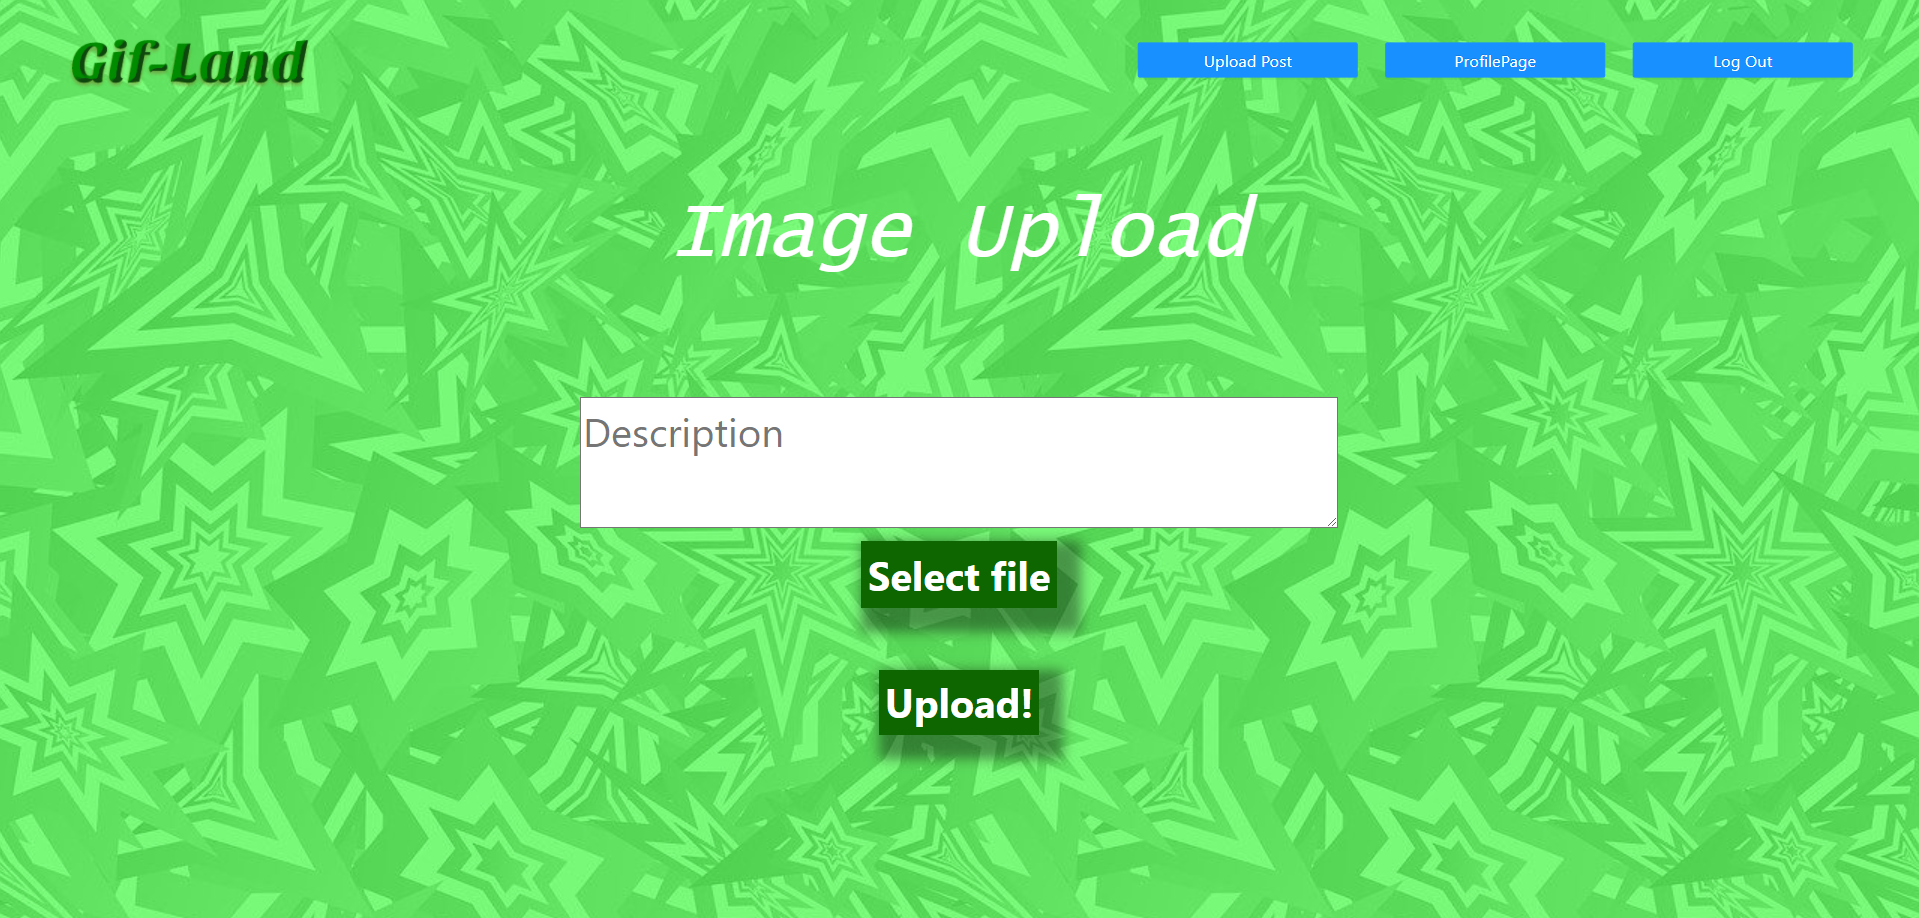 Gif-Land
Upload Post
ProfilePage
Log Out
Image Upload
Description
Select file
Upload!